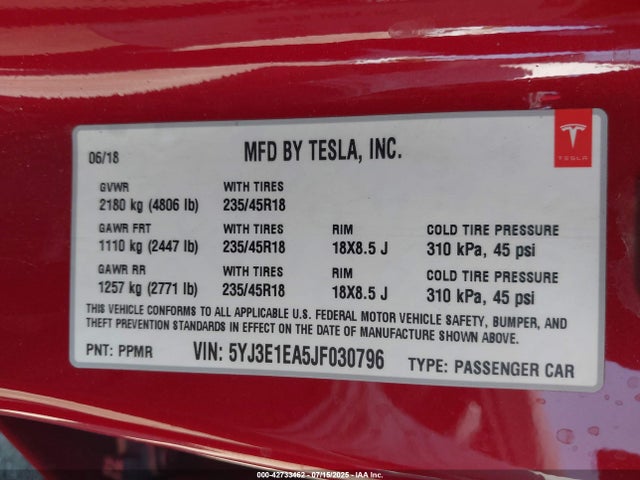 06/18 MFD BY TESLA, INC.
TESLA
GVWR WITH TIRES
2180 kg (4806 lb) 235/45R18
GAWR FRT WITH TIRES RIM COLD TIRE PRESSURE
1110 kg (2447 lb) 235/45R18 18X8.5 J 310 kPa, 45 psi
GAWR RR WITH TIRES RIM COLD TIRE PRESSURE
1257 kg (2771 lb) 235/45R18 18X8.5 J 310 kPa, 45 psi
THIS VEHICLE CONFORMS TO ALL APPLICABLE U.S. FEDERAL MOTOR VEHICLE SAFETY, BUMPER, AND
THEFT PREVENTION STANDARDS IN EFFECT ON THE DATE OF MANUFACTURE SHOWN ABOVE.
PNT: PPMR VIN: 5YJ3E1EA5JF030796 TYPE: PASSENGER CAR
000-42733462 - 07/15/2025 - IAA Inc.